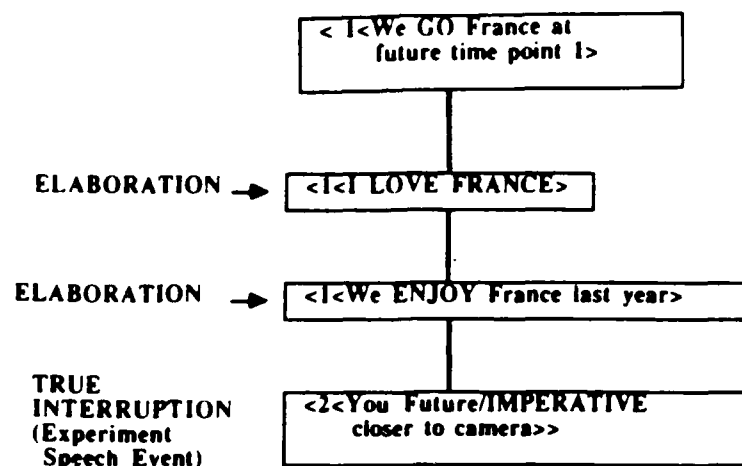 < 1<We GO France at
future time point 1>
ELABORATION
<1<I LOVE FRANCE>
ELABORATION
<1<We ENJOY France last year>
TRUE
INTERRUPTION
(Experiment
Speech Event)
<2<You Future/IMPERATIVE
closer to camera>>